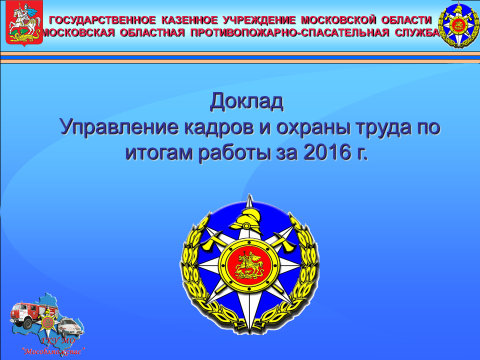 ГОСУДАРСТВЕННОЕ КАЗЕННОЕ УЧРЕЖДЕНИЕ МОСКОВСКОЙ ОБЛАСТИ
МОСКОВСКАЯ ОБЛАСТНАЯ ПРОТИВОПОЖАРНО-СПАСАТЕЛЬНАЯ СЛУЖБА
Доклад
Управление кадров и охраны труда по
итогам работы за 2016 г.